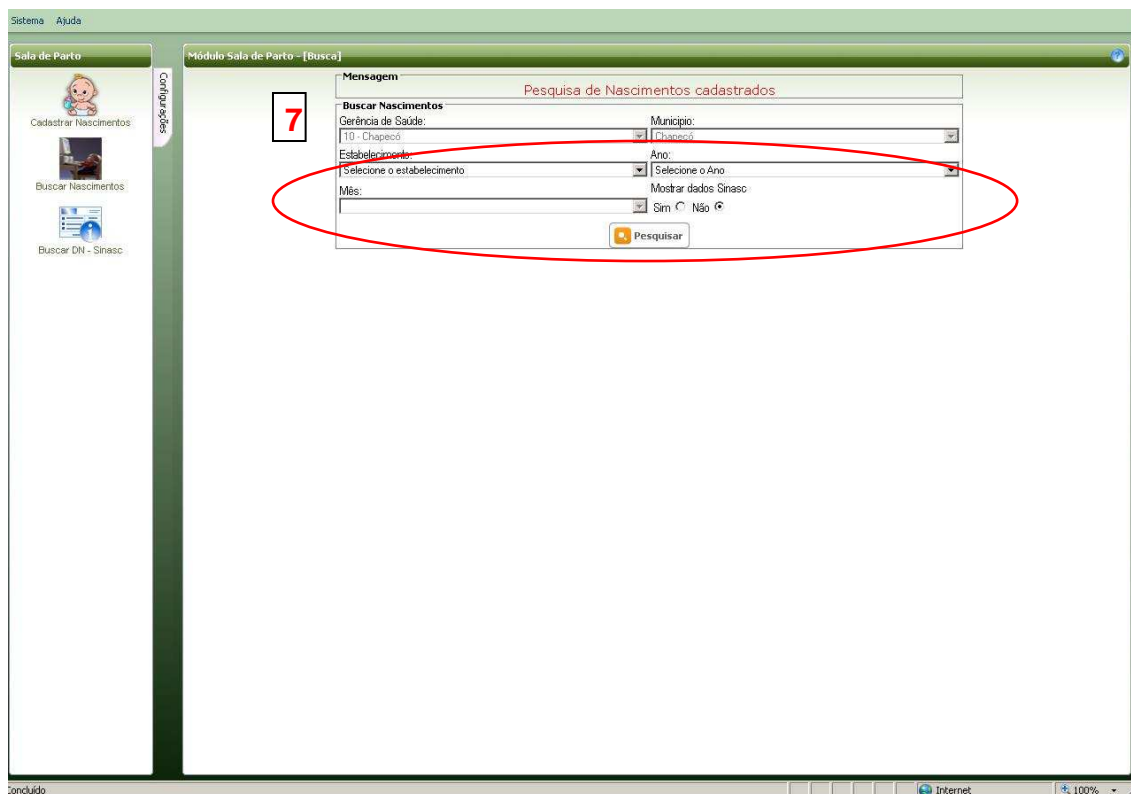 Sistema Ajuda
Sala de Parto
Cadastrar Nascimentos
Buscar Nascimentos
Buscar DN - Sinasc
Configurações
Módulo Sala de Parto - [Busca]
Mensagem
Pesquisa de Nascimentos cadastrados
7
Buscar Nascimentos
Gerência de Saúde: Municipio:
10 - Chapecó Chapecó
Estabelecimento: Ano:
Selecione o estabelecimento Selecione o Ano
Mês: Mostrar dados Sinasc
Sim Não
Pesquisar
Concluído Internet 100%